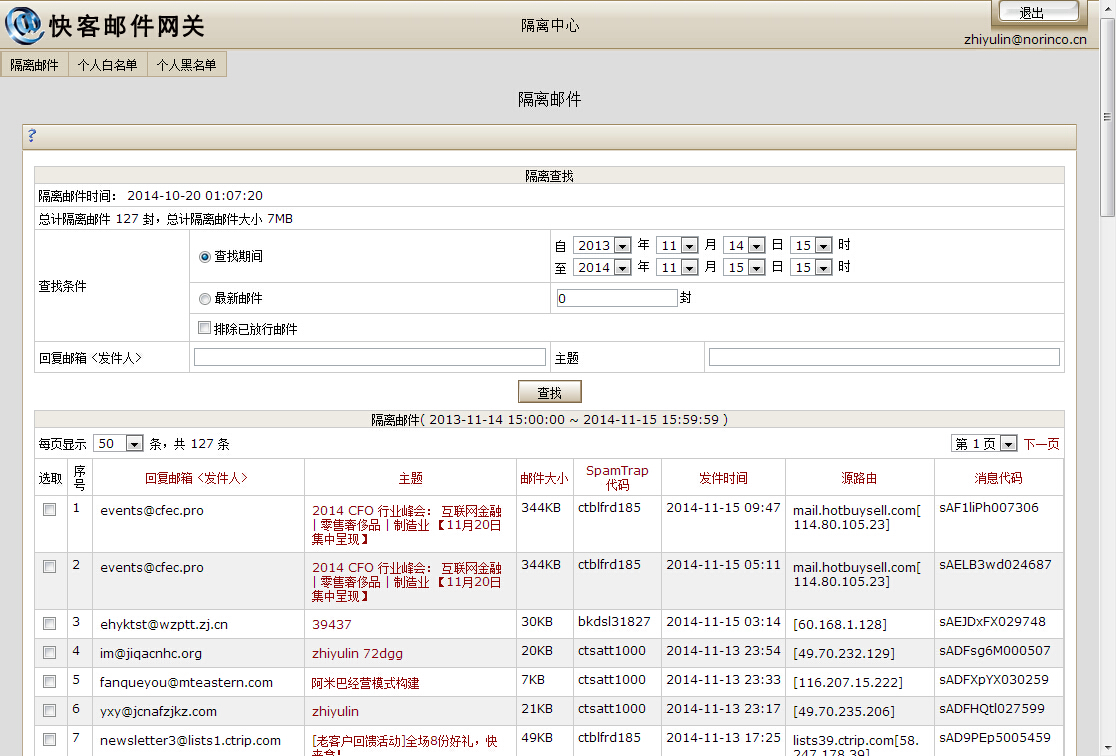 快客邮件网关
隔离中心
退出
zhiyulin@norinco.cn
隔离邮件 个人白名单 个人黑名单
隔离邮件
?
隔离查找
隔离邮件时间： 2014-10-20 01:07:20
总计隔离邮件 127 封，总计隔离邮件大小 7MB
查找条件
查找期间
自 2013 年 11 月 14 日 15 时
至 2014 年 11 月 15 日 15 时
最新邮件 0 封
排除已放行邮件
回复邮箱〈发件人〉 主题
查找
隔离邮件( 2013-11-14 15:00:00 ~ 2014-11-15 15:59:59 )
每页显示 50 条，共 127 条 第 1 页 下一页
选取 序号 回复邮箱〈发件人〉 主题 邮件大小 SpamTrap代码 发件时间 源路由 消息代码
1 events@cfec.pro 2014 CFO 行业峰会： 互联网金融 344KB ctblfrd185 2014-11-15 09:47 mail.hotbuysell.com[ sAF1liPh007306
| 零售奢侈品 | 制造业 【11月20日 114.80.105.23]
集中呈现】
2 events@cfec.pro 2014 CFO 行业峰会： 互联网金融 344KB ctblfrd185 2014-11-15 05:11 mail.hotbuysell.com[ sAELB3wd024687
| 零售奢侈品 | 制造业 【11月20日 114.80.105.23]
集中呈现】
3 ehyktst@wzptt.zj.cn 39437 30KB bkdsl31827 2014-11-15 03:14 [60.168.1.128] sAEJDxFX029748
4 im@jiqacnhc.org zhiyulin 72dgg 20KB ctsatt1000 2014-11-13 23:54 [49.70.232.129] sADFsg6M000507
5 fanqueyou@mteastern.com 阿米巴经营模式构建 7KB ctsatt1000 2014-11-13 23:33 [116.207.15.222] sADFXpYX030259
6 yxy@jcnafzjkz.com zhiyulin 21KB ctsatt1000 2014-11-13 23:17 [49.70.235.206] sADFHQtl027599
7 newsletter3@lists1.ctrip.com [老客户回馈活动]全场8份好礼，快 49KB ctblfrd185 2014-11-13 17:25 lists39.ctrip.com[58. sAD9PEp5005459
来拿！ 247.178.39]